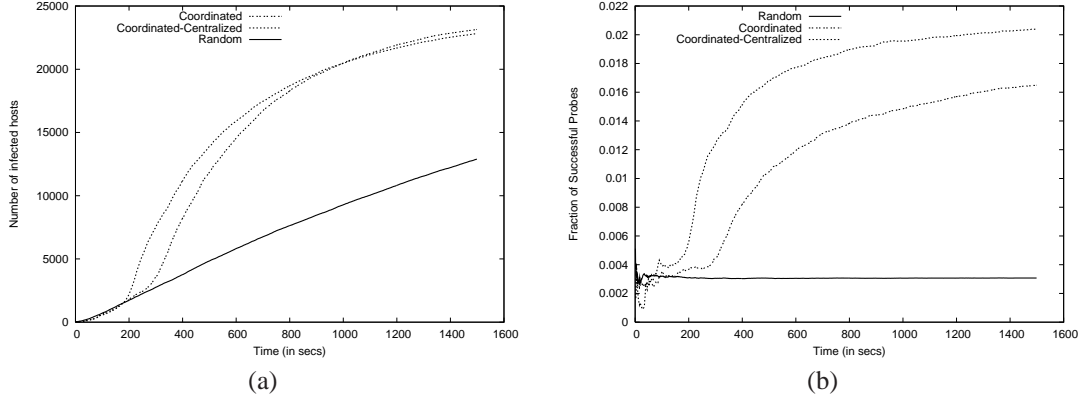 Coordinated
Coordinated-Centralized
Random
25000
20000
15000
10000
5000
0
Number of infected hosts
0 200 400 600 800 1000 1200 1400 1600
Time (in secs)
(a)
Random
Coordinated
Coordinated-Centralized
0.022
0.02
0.018
0.016
0.014
0.012
0.01
0.008
0.006
0.004
0.002
0
Fraction of Successful Probes
0 200 400 600 800 1000 1200 1400 1600
Time (in secs)
(b)